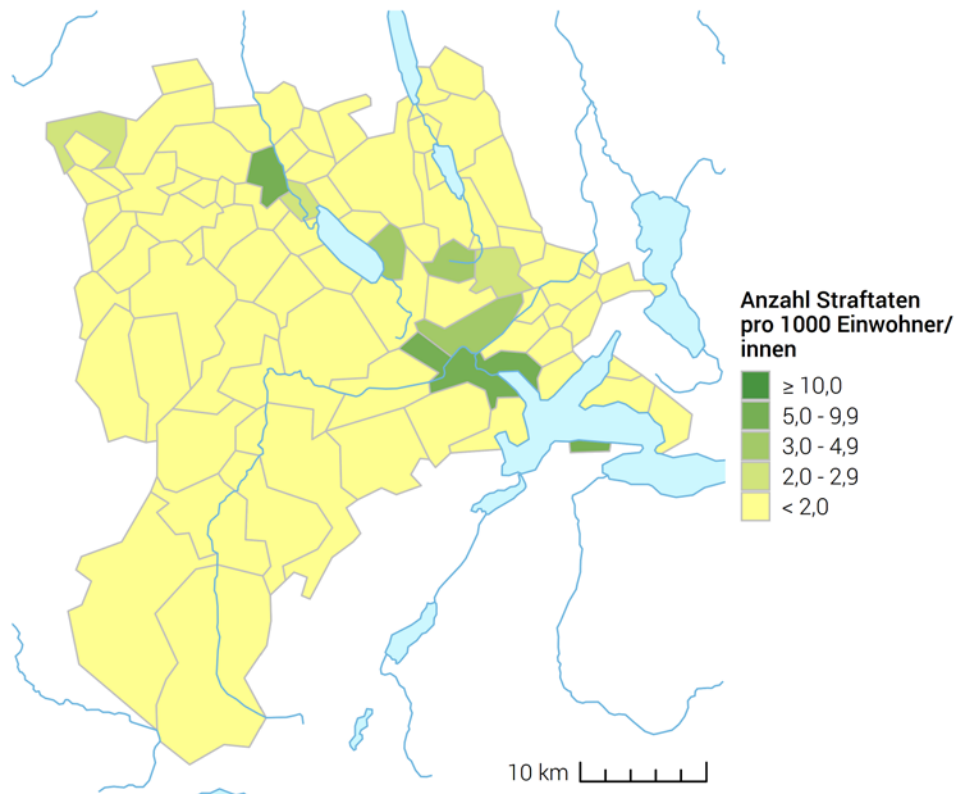 Anzahl Straftaten
pro 1000 Einwohner/
innen
≥ 10,0
5,0 - 9,9
3,0 - 4,9
2,0 - 2,9
< 2,0
10 km